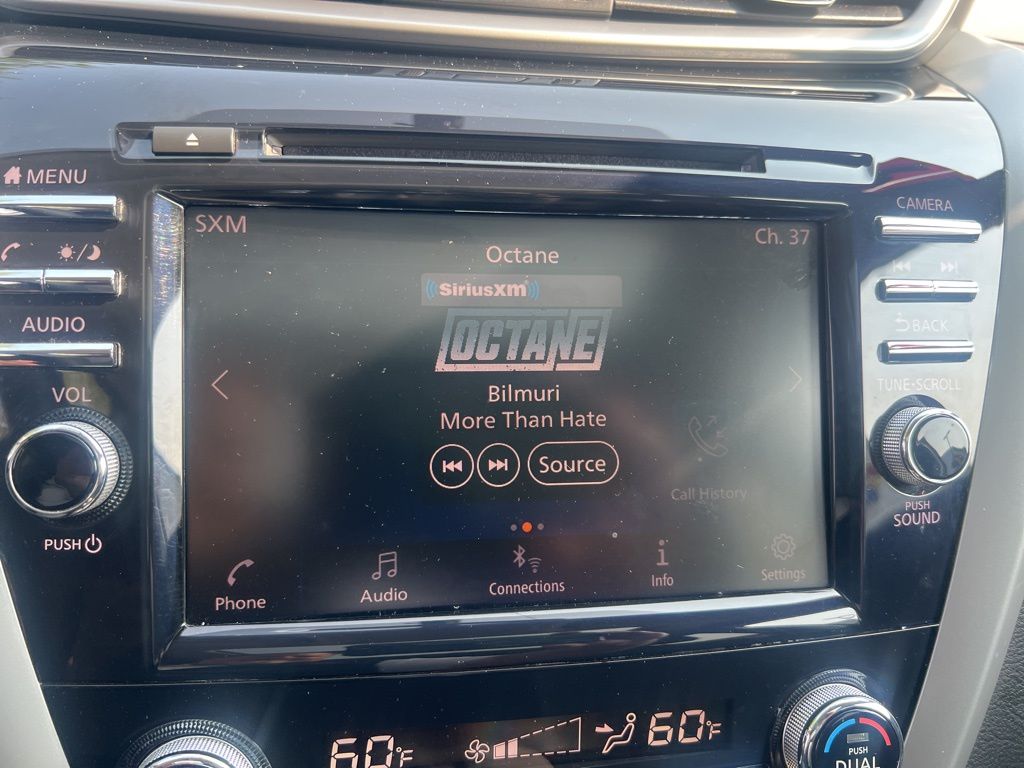 MENU
CAMERA
SXM
Ch. 37
Octane
SiriusXM
OCTANE
AUDIO
BACK
VOL
TUNE·SCROLL
Bilmuri
More Than Hate
Source
Call History
PUSH
SOUND
PUSH
Phone
Audio
Connections
Info
Settings
60°F
60°F
PUSH
DUAL